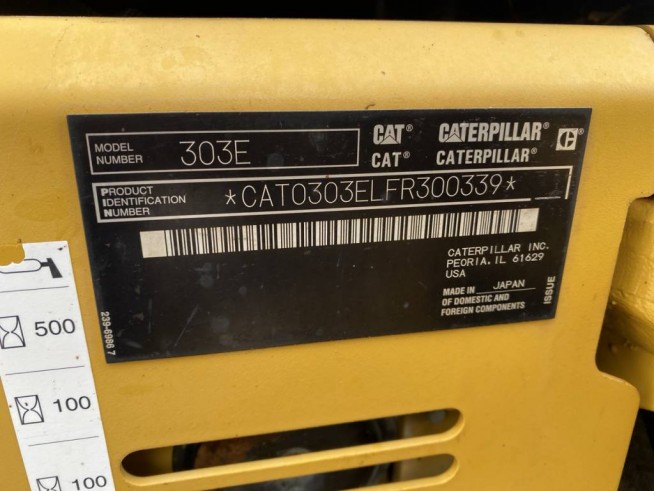 MODEL
NUMBER
303E
CAT® CATERPILLAR® C
CAT® CATERPILLAR®
PRODUCT
IDENTIFICATION
NUMBER
*CAT0303ELFR300339*
CATERPILLAR INC.
PEORIA, IL 61629
USA
MADE IN JAPAN
OF DOMESTIC AND
FOREIGN COMPONENTS
ISSUE
239-6986 7
500
100
100